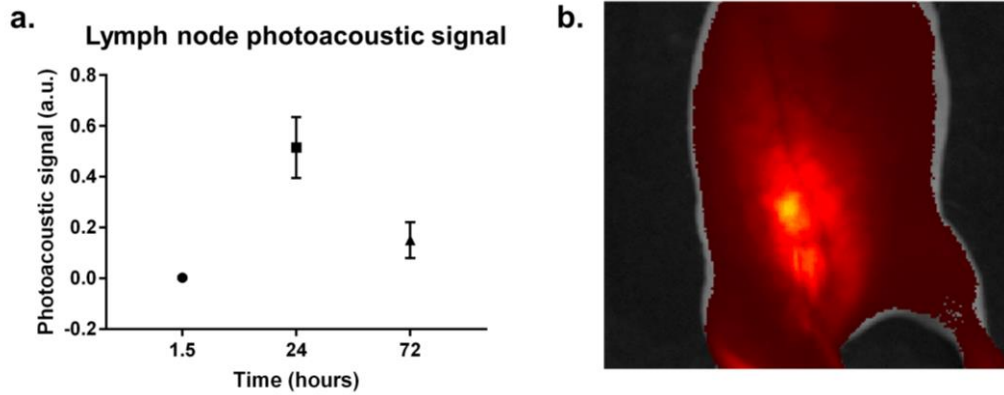 a.
Lymph node photoacoustic signal
Photoacoustic signal (a.u.)
0.8
0.6
0.4
0.2
0.0
-0.2
1.5 24 72
Time (hours)
b.